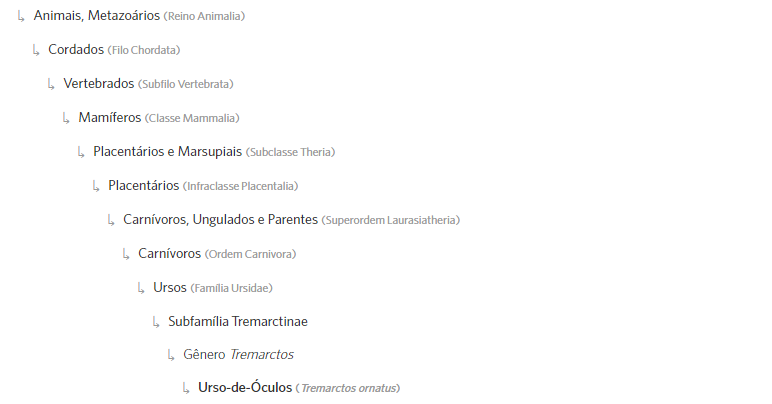 ↳ Animais, Metazoários (Reino Animalia)
↳ Cordados (Filo Chordata)
↳ Vertebrados (Subfilo Vertebrata)
↳ Mamíferos (Classe Mammalia)
↳ Placentários e Marsupiais (Subclasse Theria)
↳ Placentários (Infraclasse Placentalia)
↳ Carnívoros, Ungulados e Parentes (Superordem Laurasiatheria)
↳ Carnívoros (Ordem Carnivora)
↳ Ursos (Família Ursidae)
↳ Subfamília Tremarctinae
↳ Gênero Tremarctos
↳ Urso-de-Óculos (Tremarctos ornatus)